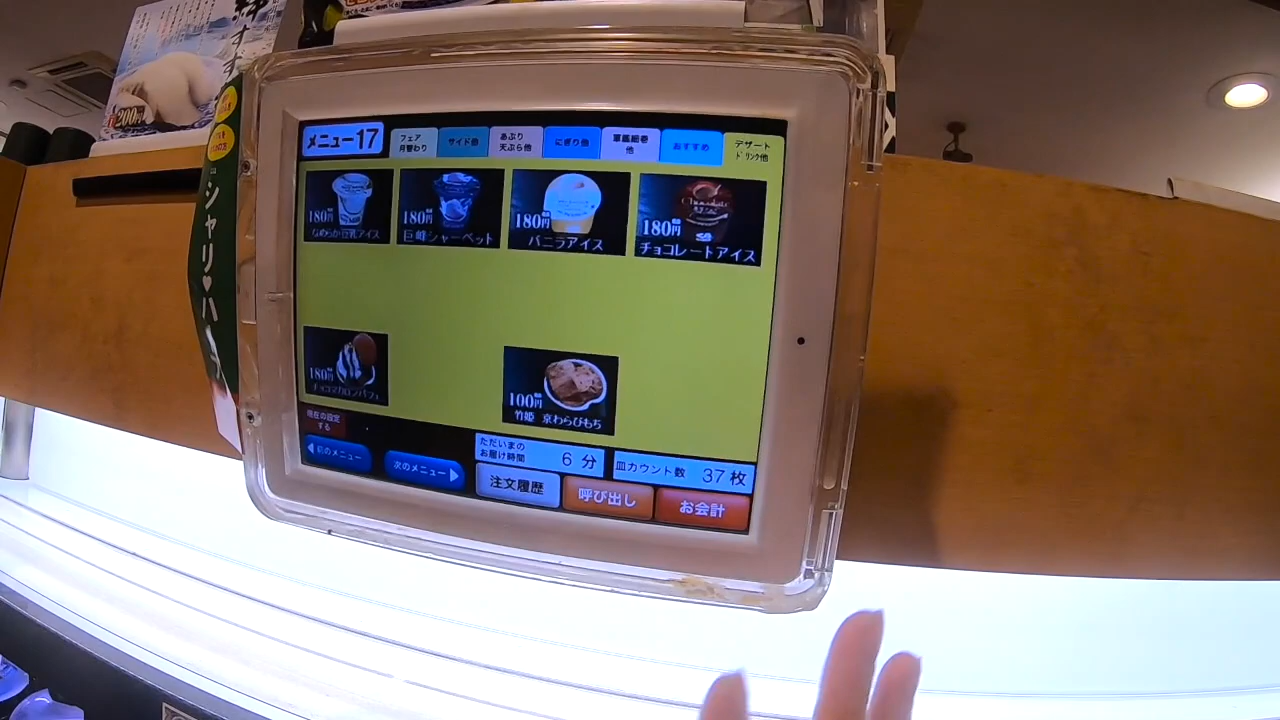 200円
シャリ♥ハ
メニュー17
フェア
月替わり
サイド他
あぶり
天ぷら他
にぎり他
軍艦細巻
他
おすすめ
デザート
ドリンク他
180円
なめらか豆乳アイス
180円
巨峰シャーベット
180円
バニラアイス
180円
チョコレートアイス
180円
チョコマカロンパフェ
100円
竹姫 京わらびもち
現在の設定
する
前のメニュー
次のメニュー
ただいまの
お届け時間
6 分
皿カウント数 37枚
注文履歴
呼び出し
お会計